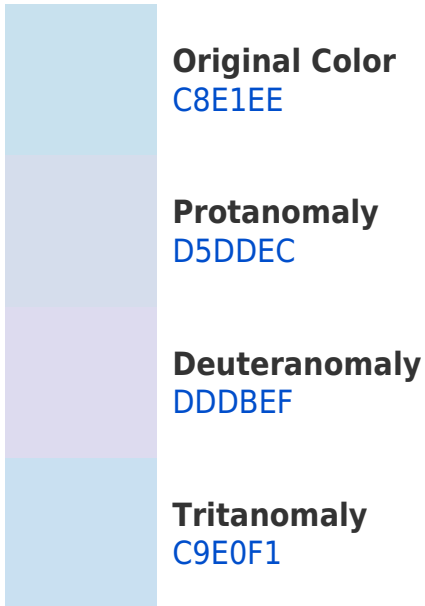 Original Color
C8E1EE
Protanomaly
D5DDEC
Deuteranomaly
DDDBEF
Tritanomaly
C9E0F1